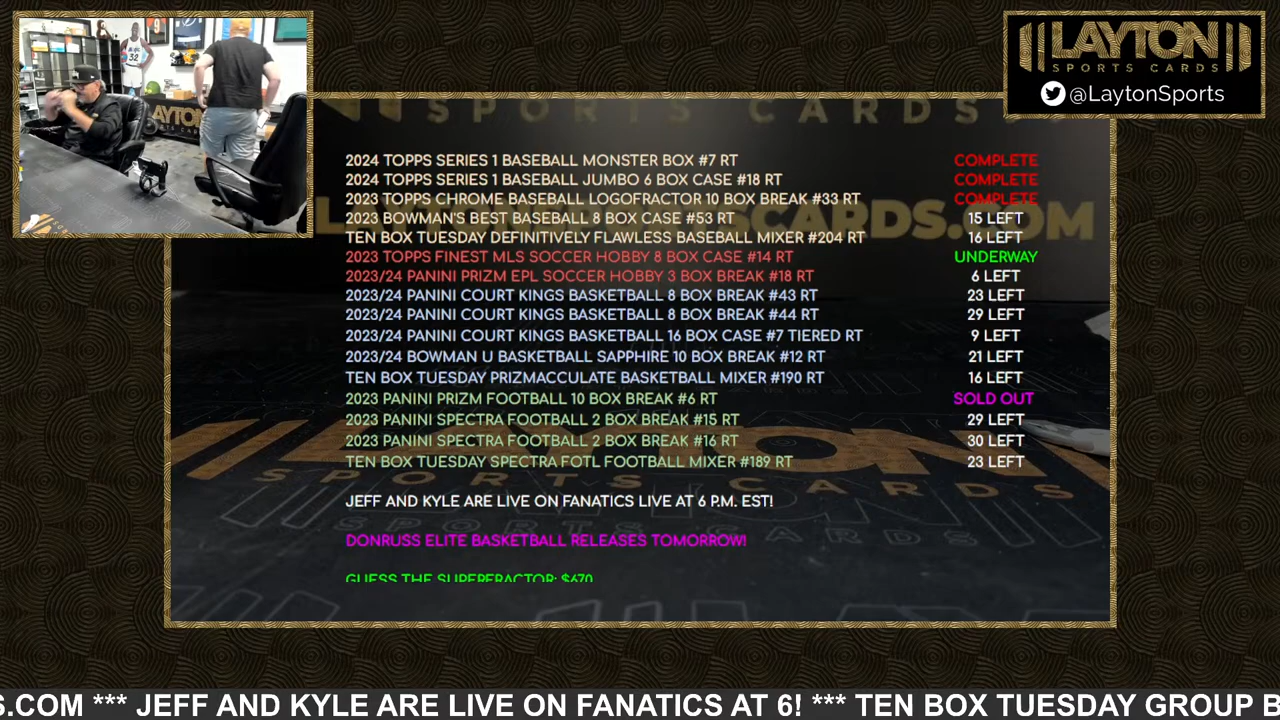 LAYTON
SPORTS CARDS
@LaytonSports
SPORTS CARDS
2024 TOPPS SERIES 1 BASEBALL MONSTER BOX #7 RT COMPLETE
2024 TOPPS SERIES 1 BASEBALL JUMBO 6 BOX CASE #18 RT COMPLETE
2023 TOPPS CHROME BASEBALL LOGOFRACTOR 10 BOX BREAK #33 RT COMPLETE
2023 BOWMAN'S BEST BASEBALL 8 BOX CASE #53 RT 15 LEFT
TEN BOX TUESDAY DEFINITIVELY FLAWLESS BASEBALL MIXER #204 RT 16 LEFT
2023 TOPPS FINEST MLS SOCCER HOBBY 8 BOX CASE #14 RT UNDERWAY
2023/24 PANINI PRIZM EPL SOCCER HOBBY 3 BOX BREAK #18 RT 6 LEFT
2023/24 PANINI COURT KINGS BASKETBALL 8 BOX BREAK #43 RT 23 LEFT
2023/24 PANINI COURT KINGS BASKETBALL 8 BOX BREAK #44 RT 29 LEFT
2023/24 PANINI COURT KINGS BASKETBALL 16 BOX CASE #7 TIERED RT 9 LEFT
2023/24 BOWMAN U BASKETBALL SAPPHIRE 10 BOX BREAK #12 RT 21 LEFT
TEN BOX TUESDAY PRIZMACCULATE BASKETBALL MIXER #190 RT 16 LEFT
2023 PANINI PRIZM FOOTBALL 10 BOX BREAK #6 RT SOLD OUT
2023 PANINI SPECTRA FOOTBALL 2 BOX BREAK #15 RT 29 LEFT
2023 PANINI SPECTRA FOOTBALL 2 BOX BREAK #16 RT 30 LEFT
TEN BOX TUESDAY SPECTRA FOTL FOOTBALL MIXER #189 RT 23 LEFT
JEFF AND KYLE ARE LIVE ON FANATICS LIVE AT 6 P.M. EST!
DONRUSS ELITE BASKETBALL RELEASES TOMORROW!
GUESS THE SUPERFRACTOR: $670
S.COM *** JEFF AND KYLE ARE LIVE ON FANATICS AT 6! *** TEN BOX TUESDAY GROUP B